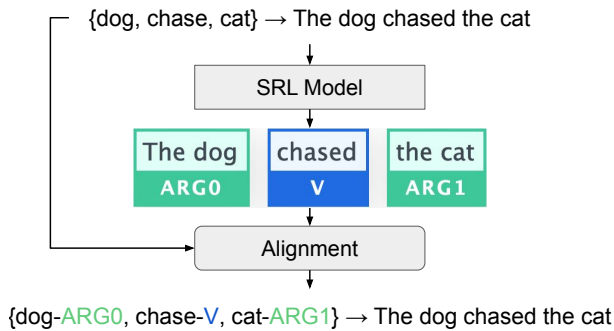 {dog, chase, cat} → The dog chased the cat
SRL Model
The dog chased the cat
ARG0 V ARG1
Alignment
{dog-ARG0, chase-V, cat-ARG1} → The dog chased the cat